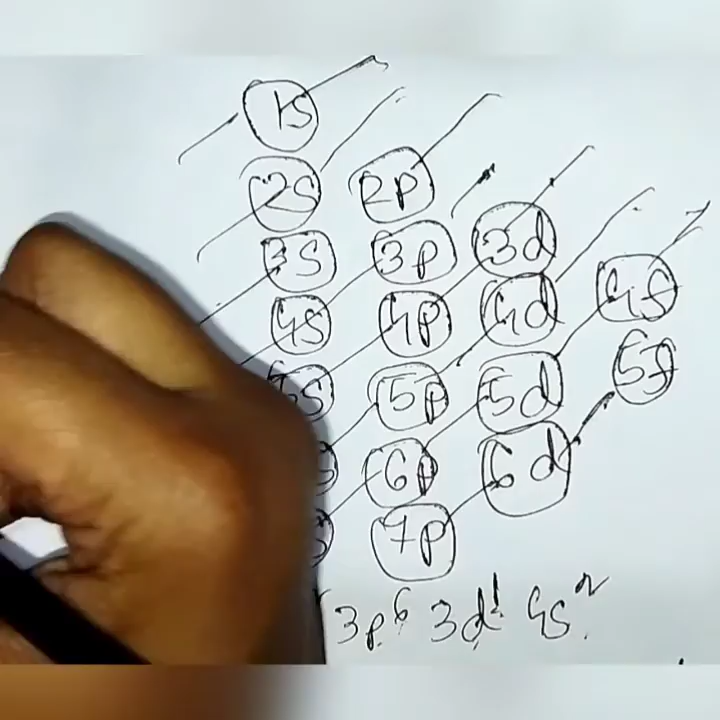 1s
2s 2p
3s 3p 3d
4s 4p 4d 4f
5s 5p 5d 5f
6p 6d
7p
3p⁶ 3d¹ 4s²